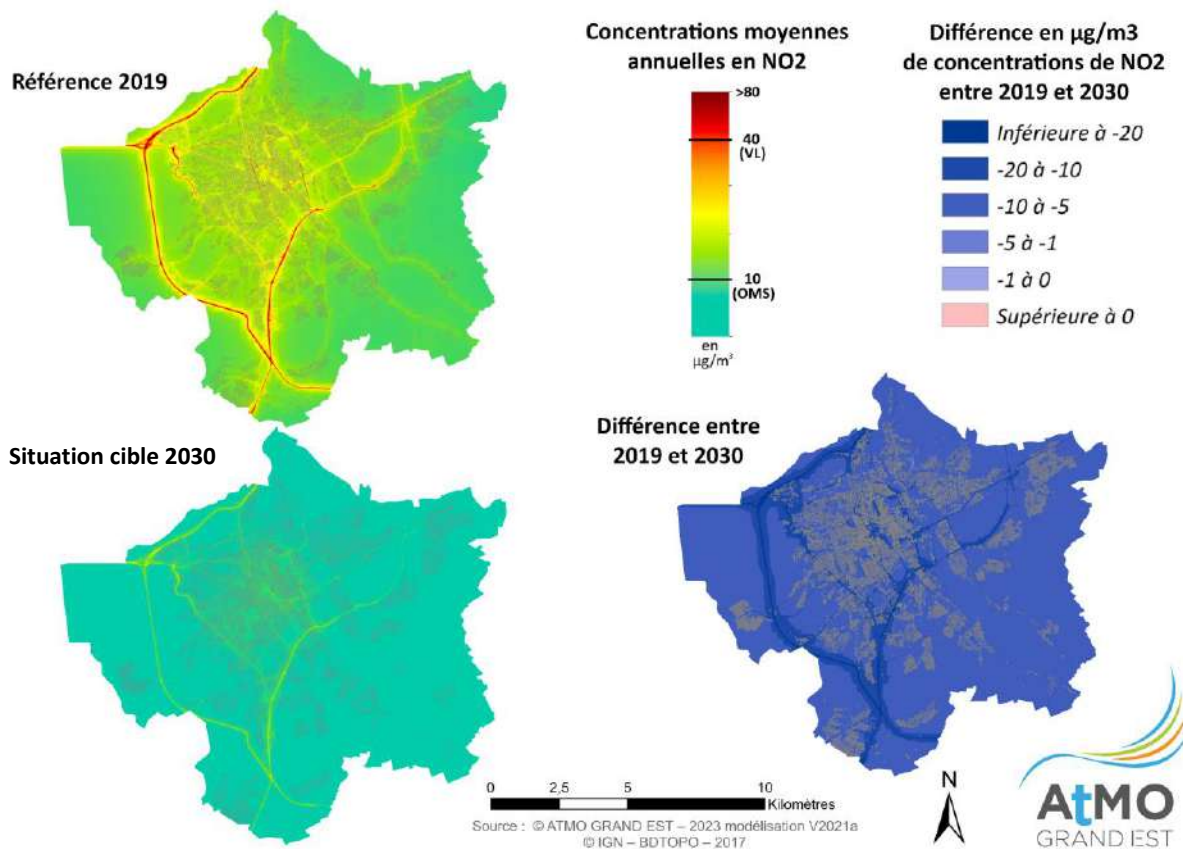 Référence 2019
Concentrations moyennes
annuelles en NO2
>80
40
(VL)
10
(OMS)
en
µg/m³
Différence en µg/m3
de concentrations de NO2
entre 2019 et 2030
Inférieure à -20
-20 à -10
-10 à -5
-5 à -1
-1 à 0
Supérieure à 0
Situation cible 2030
Différence entre
2019 et 2030
0 2,5 5 10
Kilomètres
Source : © ATMO GRAND EST – 2023 modélisation V2021a
© IGN – BDTOPO – 2017
N
AtMO
GRAND EST